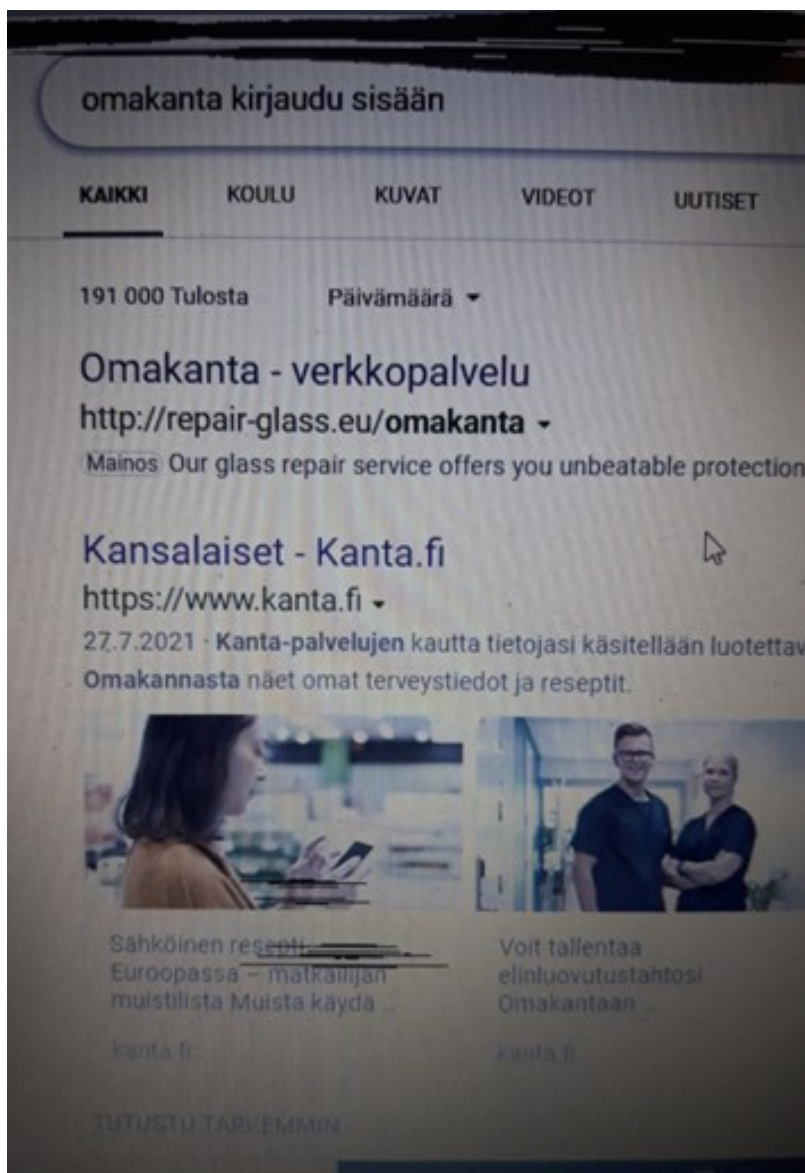 omakanta kirjaudu sisään
KAIKKI KOULU KUVAT VIDEOT UUTISET
191 000 Tulosta Päivämäärä
Omakanta - verkkopalvelu
http://repair-glass.eu/omakanta
Mainos Our glass repair service offers you unbeatable protection
Kansalaiset - Kanta.fi
https://www.kanta.fi
27.7.2021 · Kanta-palvelujen kautta tietojasi käsitellään luotettav
Omakannasta näet omat terveystiedot ja reseptit.
Sähköinen resepti
Euroopassa – matkailijan
muistilista Muista käydä ...
kanta.fi
Voit tallentaa
elinluovutustahtosi
Omakantaan ...
kanta.fi
TUTUSTU TARKEMMIN